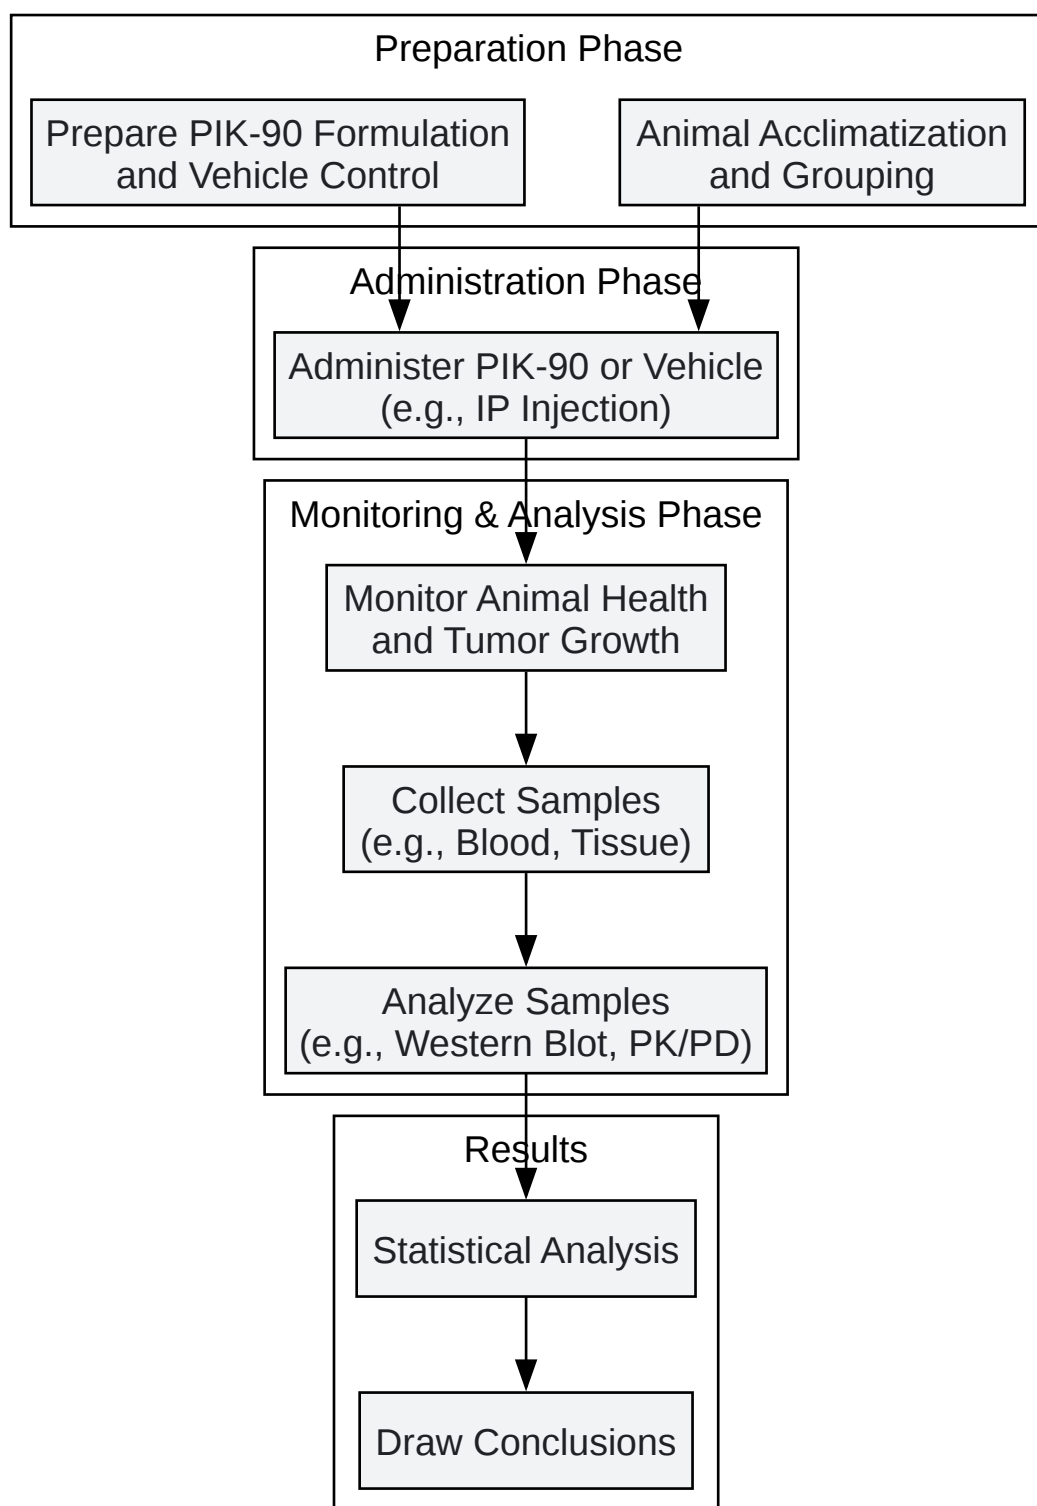 Preparation Phase
Prepare PIK-90 Formulation
and Vehicle Control
Animal Acclimatization
and Grouping
Administration Phase
Administer PIK-90 or Vehicle
(e.g., IP Injection)
Monitoring & Analysis Phase
Monitor Animal Health
and Tumor Growth
Collect Samples
(e.g., Blood, Tissue)
Analyze Samples
(e.g., Western Blot, PK/PD)
Results
Statistical Analysis
Draw Conclusions